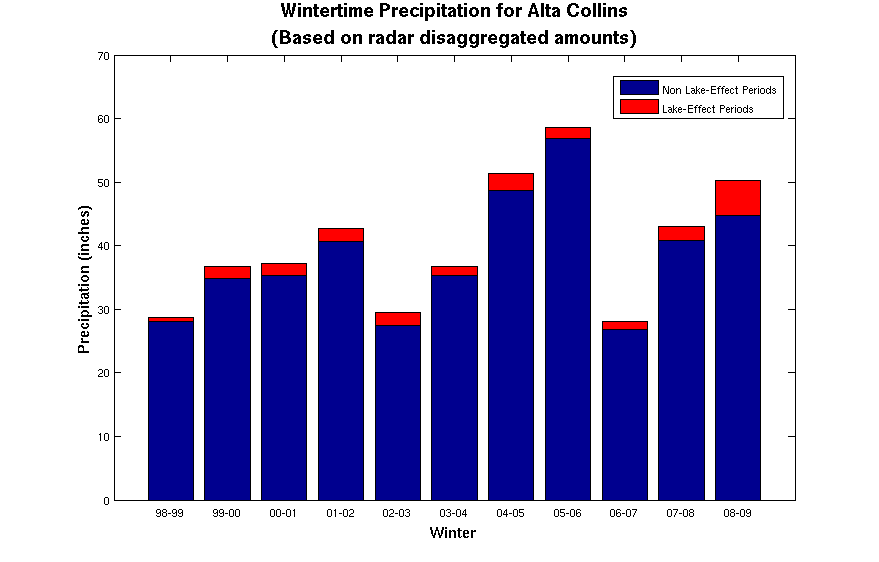 Wintertime Precipitation for Alta Collins
(Based on radar disaggregated amounts)
70
60
50
40
30
20
10
0
Precipitation (inches)
Non Lake-Effect Periods
Lake-Effect Periods
98-99 99-00 00-01 01-02 02-03 03-04 04-05 05-06 06-07 07-08 08-09
Winter